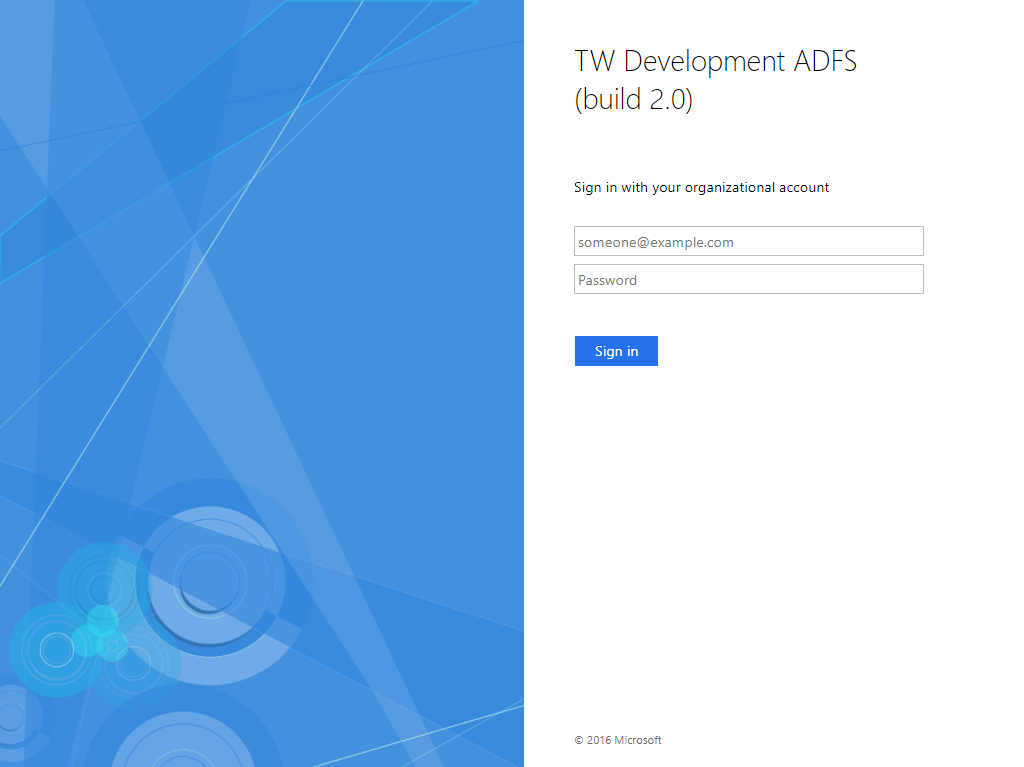 TW Development ADFS
(build 2.0)
Sign in with your organizational account
someone@example.com
Password
Sign in
© 2016 Microsoft